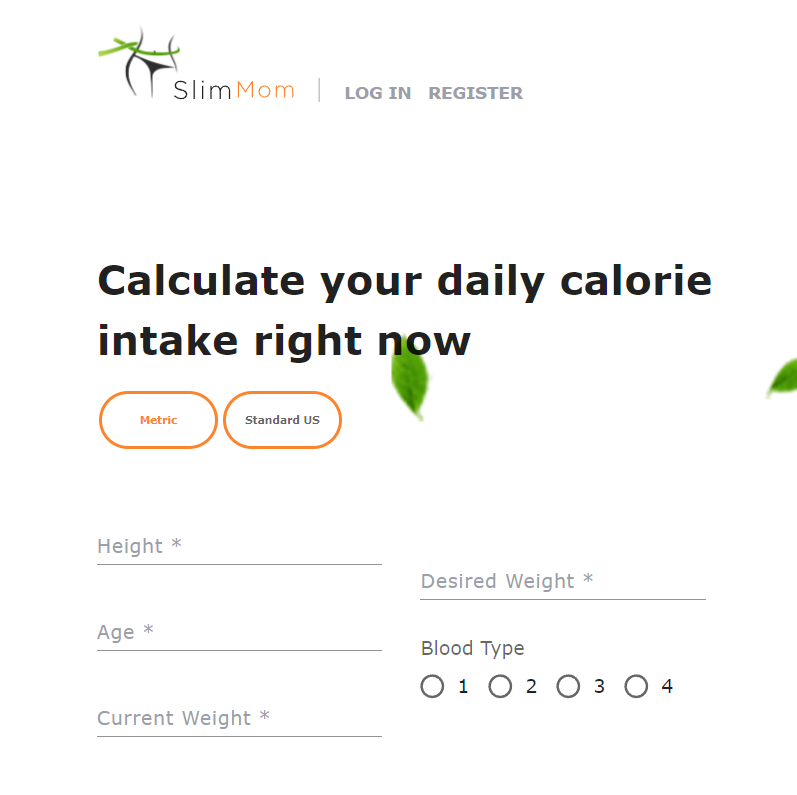 SlimMom
LOG IN REGISTER
Calculate your daily calorie
intake right now
Metric
Standard US
Height *
Age *
Current Weight *
Desired Weight *
Blood Type
1 2 3 4